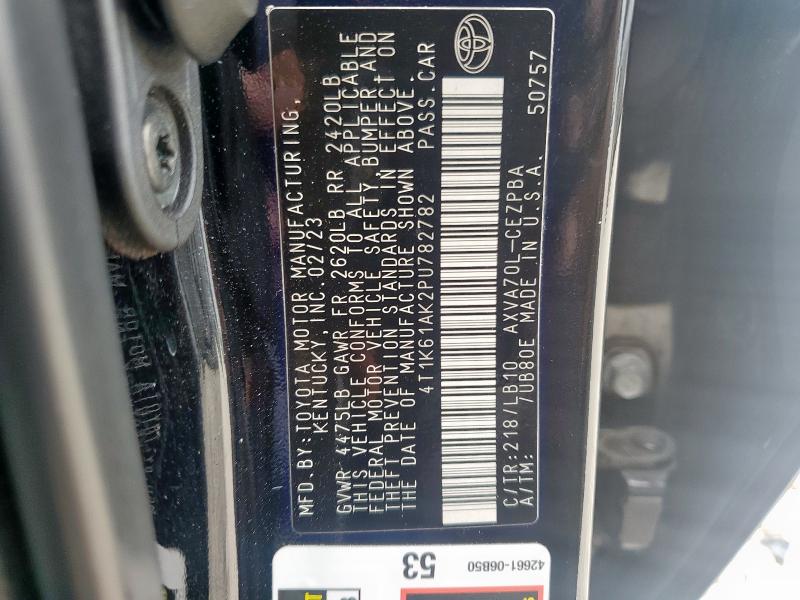 MFD.BY:TOYOTA MOTOR MANUFACTURING,
KENTUCKY, INC. 02/23
GVWR 4475LB GAWR FR 2620LB RR 2420LB
THIS VEHICLE CONFORMS TO ALL APPLICABLE
FEDERAL MOTOR VEHICLE SAFETY, BUMPER, AND
THEFT PREVENTION STANDARDS IN EFFECT ON
THE DATE OF MANUFACTURE SHOWN ABOVE.
4T1K61AK2PU782782 PASS.CAR
C/TR:218/LB10 AXVA70L-CEZPBA
A/TM: /UB80E MADE IN U.S.A. 50757
53
42661-06B50